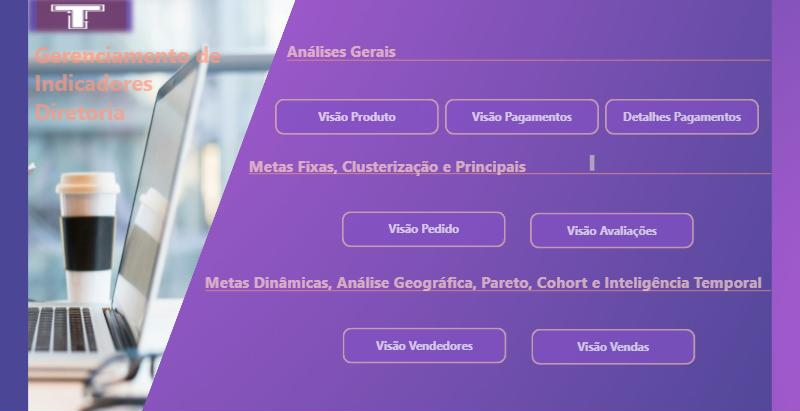 T
Gerenciamento de
Indicadores
Diretoria
Análises Gerais
Visão Produto
Visão Pagamentos
Detalhes Pagamentos
Metas Fixas, Clusterização e Principais
Visão Pedido
Visão Avaliações
Metas Dinâmicas, Análise Geográfica, Pareto, Cohort e Inteligência Temporal
Visão Vendedores
Visão Vendas